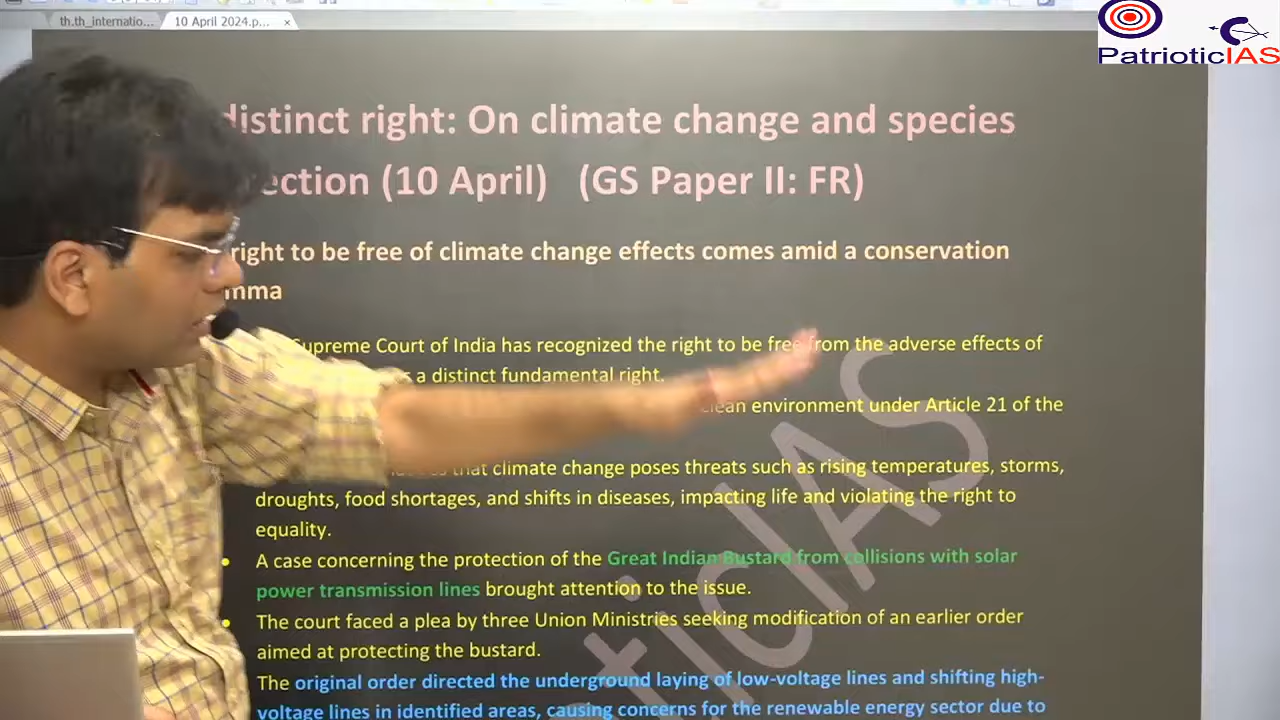 th.th_internatio...
10 April 2024.p...
PatrioticIAS
distinct right: On climate change and species
ection (10 April) (GS Paper II: FR)
right to be free of climate change effects comes amid a conservation
mma
Supreme Court of India has recognized the right to be free from the adverse effects of
a distinct fundamental right.
clean environment under Article 21 of the
that climate change poses threats such as rising temperatures, storms,
droughts, food shortages, and shifts in diseases, impacting life and violating the right to
equality.
A case concerning the protection of the Great Indian Bustard from collisions with solar
power transmission lines brought attention to the issue.
The court faced a plea by three Union Ministries seeking modification of an earlier order
aimed at protecting the bustard.
The original order directed the underground laying of low-voltage lines and shifting high-
voltage lines in identified areas, causing concerns for the renewable energy sector due to
ticIAS